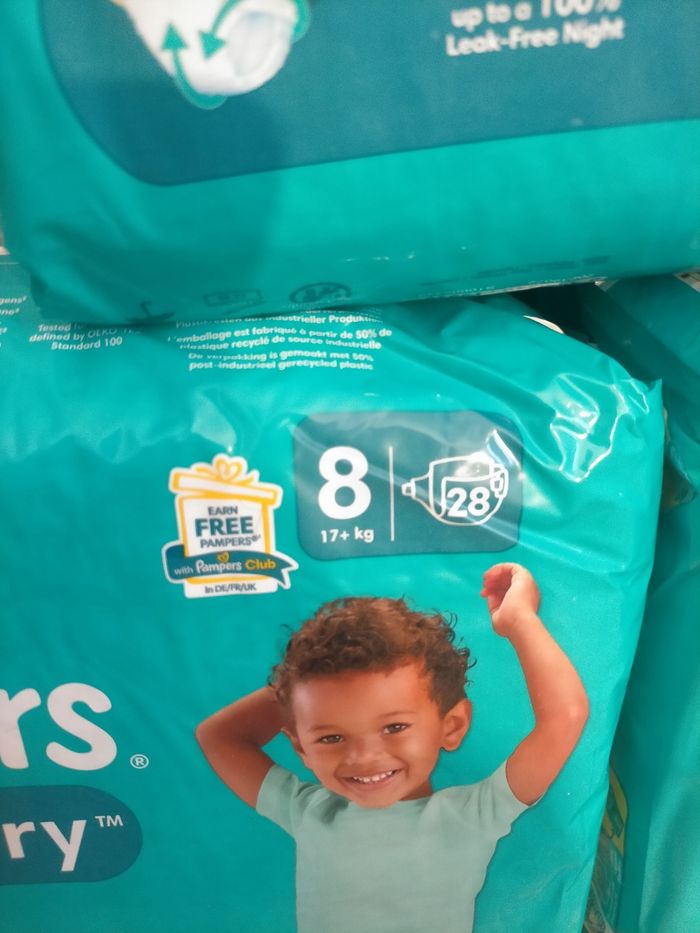 up to a 100%
Leak-Free Night
Tested
defined by OEKO-TEX
Standard 100
industrieller
L'emballage est fabriqué à partir de 50% de
plastique recyclé de source industrielle
De verpakking is gemaakt met 50%
post-industrieel gerecycled plastic
8
17+ kg
28
EARN
FREE
PAMPERS
with Pampers Club
In DE/FR/UK
rs®
ry™